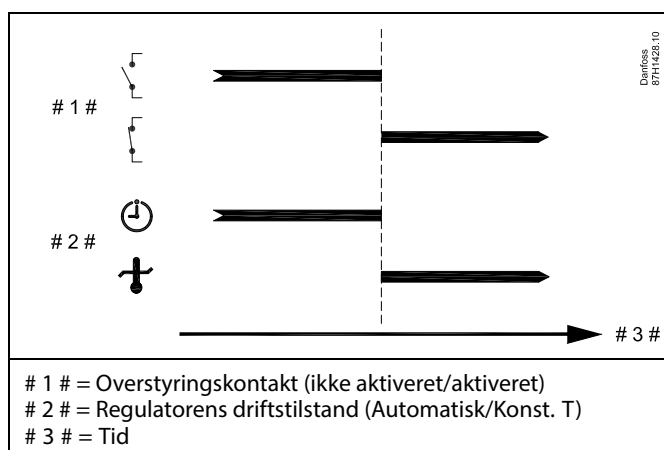 Danfoss
87H1428.10
# 1 #
# 2 #
# 3 #
# 1 # = Overstyringskontakt (ikke aktiveret/aktiveret)
# 2 # = Regulatorens driftstilstand (Automatisk/Konst. T)
# 3 # = Tid